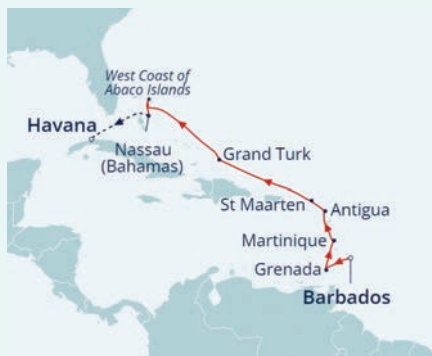 West Coast of
Abaco Islands
Havana
Nassau
(Bahamas)
Grand Turk
St Maarten
Antigua
Martinique
Grenada
Barbados